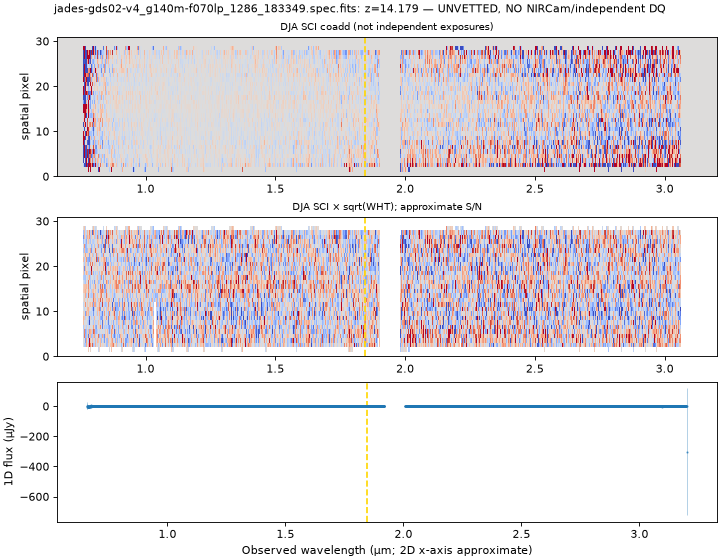 jades-gds02-v4_g140m-f070lp_1286_183349.spec.fits: z=14.179 — UNVETTED, NO NIRCam/independent DQ
DJA SCI coadd (not independent exposures)
30
20
10
0
spatial pixel
1.0 1.5 2.0 2.5 3.0
DJA SCI × sqrt(WHT); approximate S/N
30
20
10
0
spatial pixel
1.0 1.5 2.0 2.5 3.0
0
−200
−400
−600
1D flux (μJy)
1.0 1.5 2.0 2.5 3.0
Observed wavelength (μm; 2D x-axis approximate)